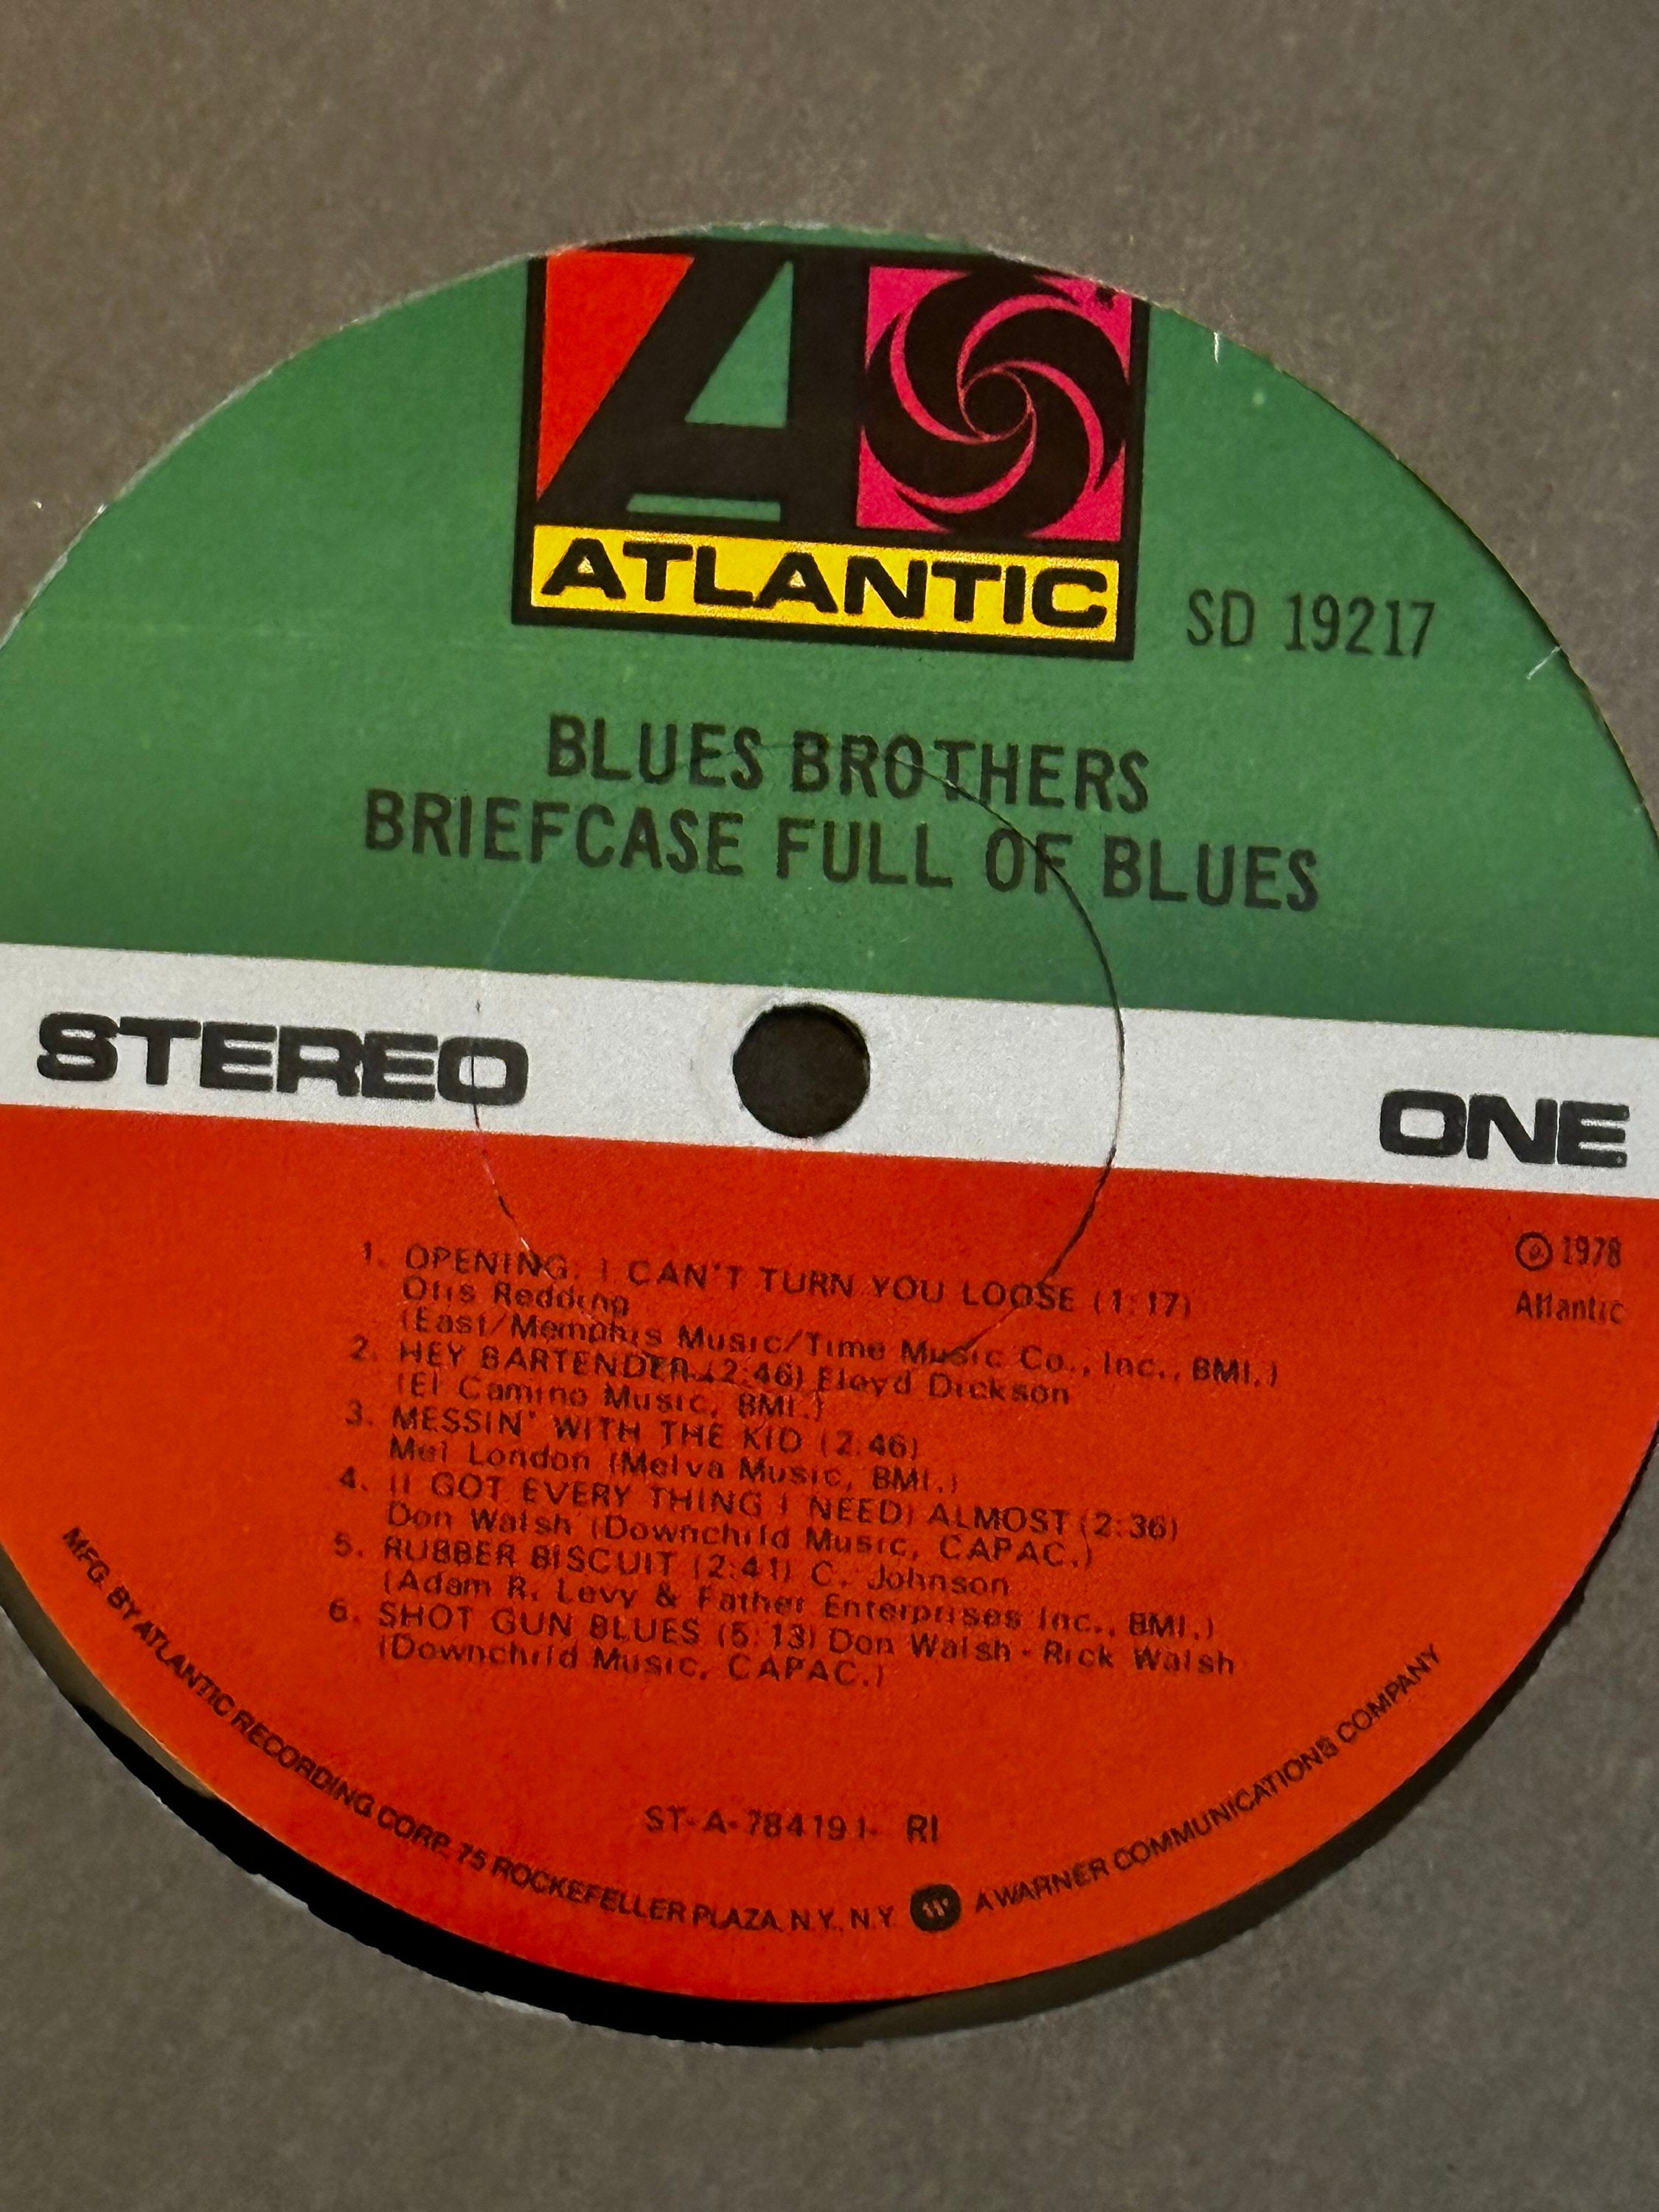 ATLANTIC
SD 19217
BLUES BROTHERS
BRIEFCASE FULL OF BLUES
STEREO
ONE
℗ 1978
Atlantic
1. OPENING: I CAN'T TURN YOU LOOSE (1:17)
Otis Redding
(East/Memphis Music/Time Music Co., Inc., BMI.)
2. HEY BARTENDER (2:46) Floyd Dickson
(El Camino Music, BMI.)
3. MESSIN' WITH THE KID (2:46)
Mel London (Melva Music, BMI.)
4. (I GOT EVERY THING I NEED) ALMOST (2:36)
Don Walsh (Downchild Music, CAPAC.)
5. RUBBER BISCUIT (2:41) C. Johnson
(Adam R. Levy & Father Enterprises Inc., BMI.)
6. SHOT GUN BLUES (5:13) Don Walsh - Rick Walsh
(Downchild Music, CAPAC.)
ST-A-784191- RI
MFG. BY ATLANTIC RECORDING CORP. 75 ROCKEFELLER PLAZA, N.Y., N.Y. A WARNER COMMUNICATIONS COMPANY